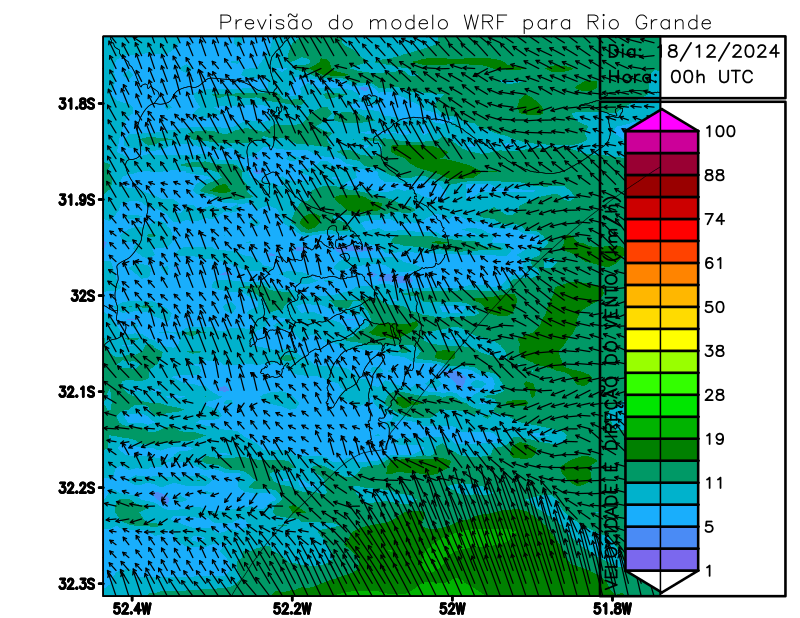 Previsão do modelo WRF para Rio Grande
Dia: 18/12/2024
Hora: 00h UTC
31.8S
31.9S
32S
32.1S
32.2S
32.3S
52.4W
52.2W
52W
51.8W
VELOCIDADE E DIREÇÃO DO VENTO (km/h)
100
88
74
61
50
38
28
19
11
5
1